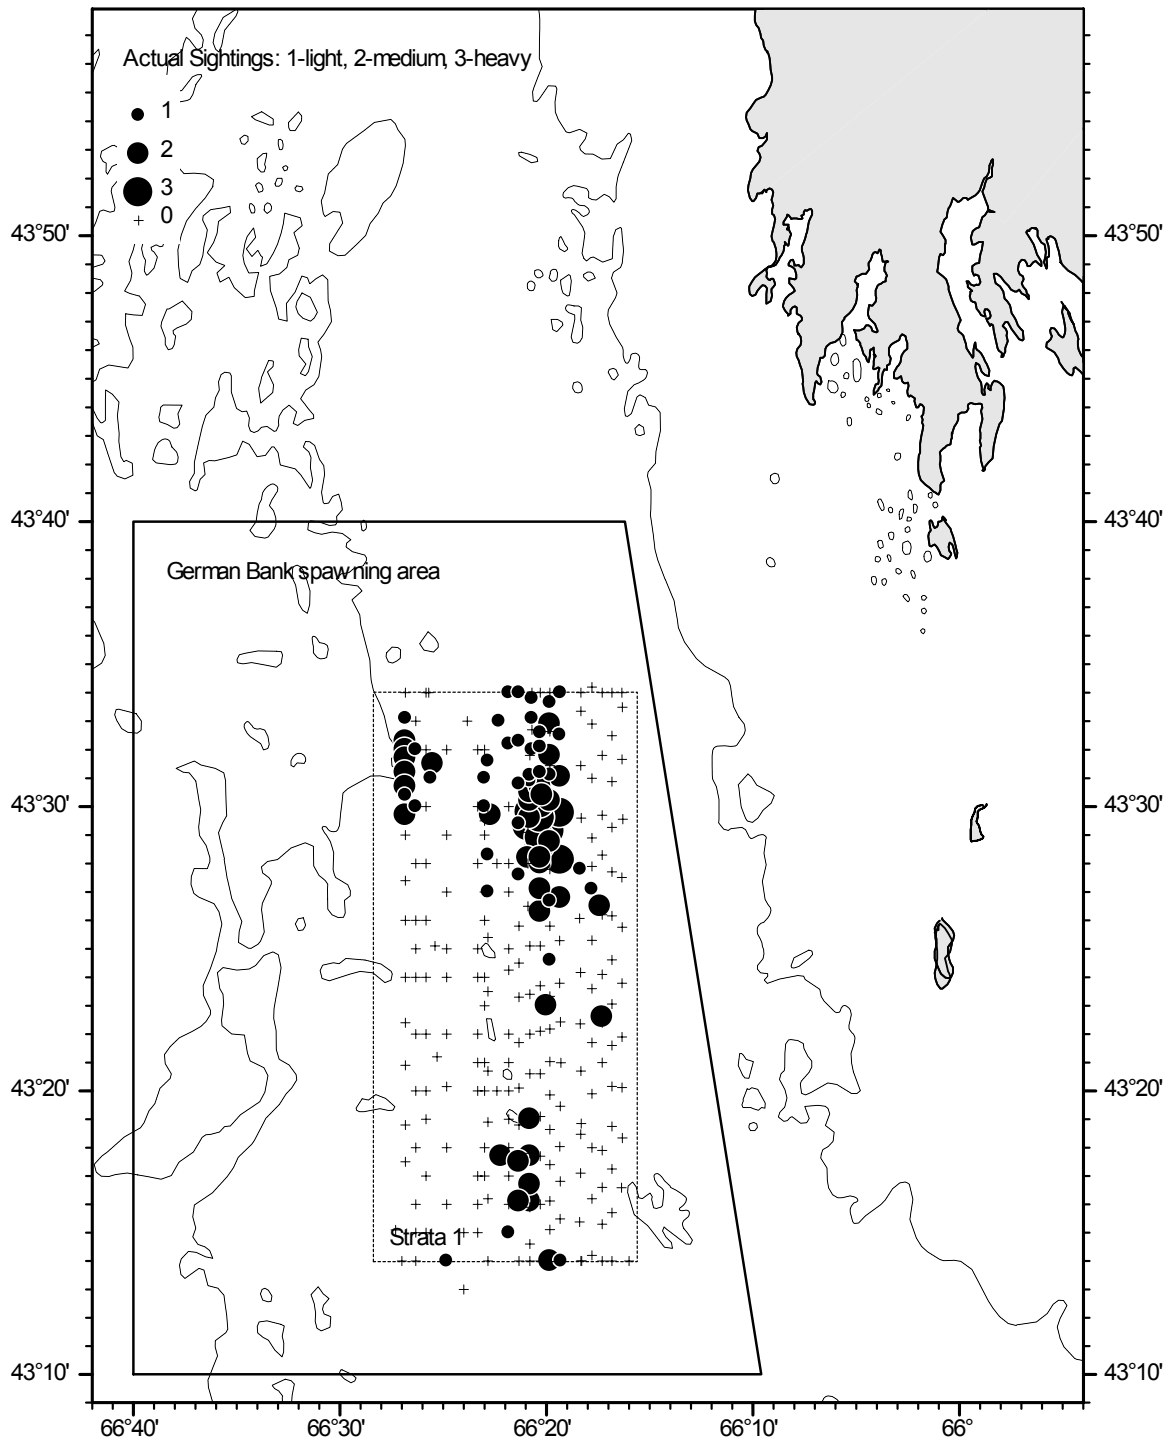 Actual Sightings: 1-light, 2-medium, 3-heavy
1
2
3
0
43°50' 43°50'
43°40' 43°40'
German Bank spawning area
43°30' 43°30'
43°20' 43°20'
Strata 1
43°10' 43°10'
66°40' 66°30' 66°20' 66°10' 66°